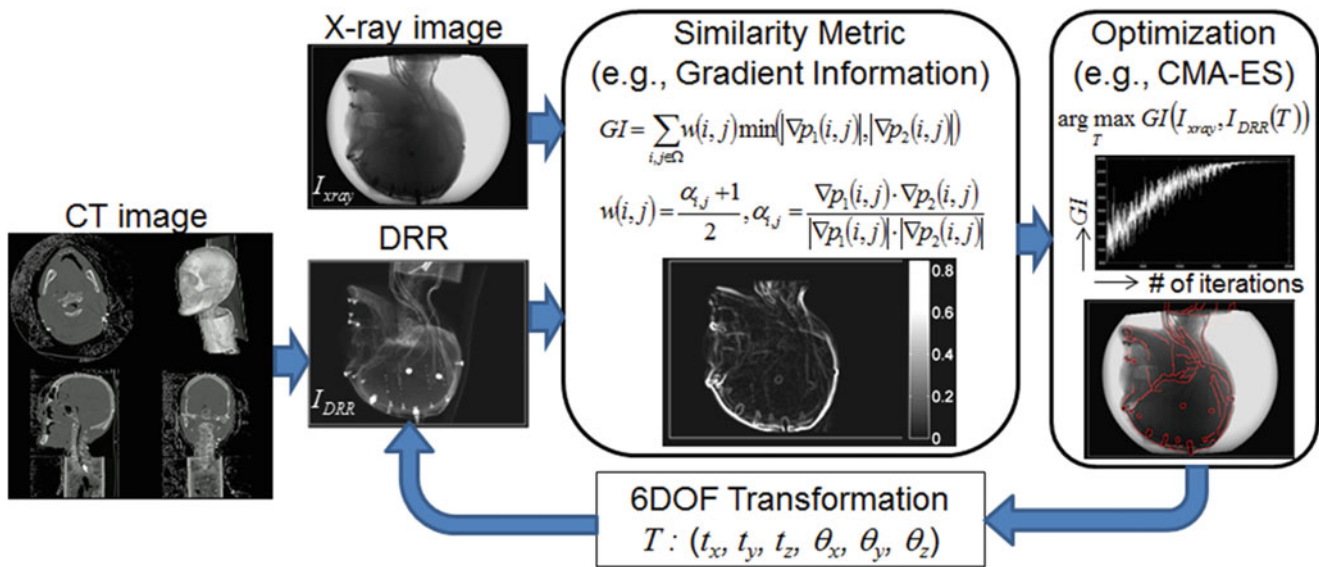 X-ray image
I_xray
CT image
DRR
I_DRR
Similarity Metric
(e.g., Gradient Information)
GI = ∑_{i,j∈Ω} w(i, j) min(|∇p₁(i, j)|, |∇p₂(i, j)|)
w(i, j) = (α_{i,j} + 1) / 2, α_{i,j} = (∇p₁(i, j) · ∇p₂(i, j)) / (|∇p₁(i, j)| · |∇p₂(i, j)|)
0.8
0.6
0.4
0.2
0
Optimization
(e.g., CMA-ES)
arg max_T GI(I_xray, I_DRR(T))
GI
# of iterations
6DOF Transformation
T : (t_x, t_y, t_z, θ_x, θ_y, θ_z)